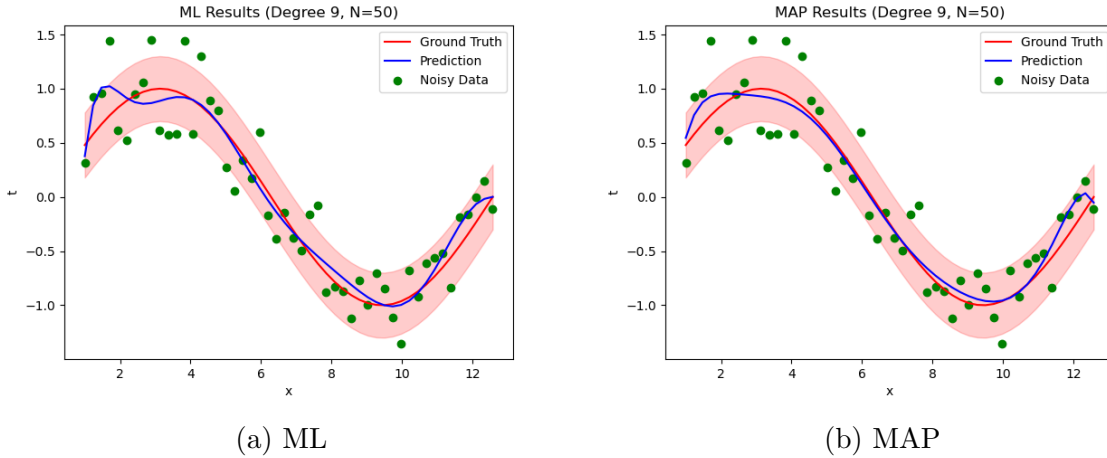 ML Results (Degree 9, N=50)
1.5
1.0
0.5
0.0
−0.5
−1.0
t
2
4
6
8
10
12
x
Ground Truth
Prediction
Noisy Data
(a) ML
MAP Results (Degree 9, N=50)
1.5
1.0
0.5
0.0
−0.5
−1.0
t
2
4
6
8
10
12
x
Ground Truth
Prediction
Noisy Data
(b) MAP